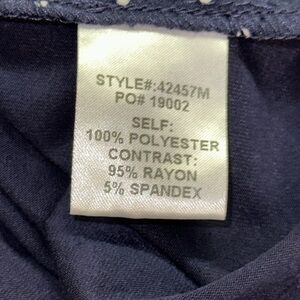 STYLE#:42457M
PO# 19002
SELF:
100% POLYESTER
CONTRAST:
95% RAYON
5% SPANDEX